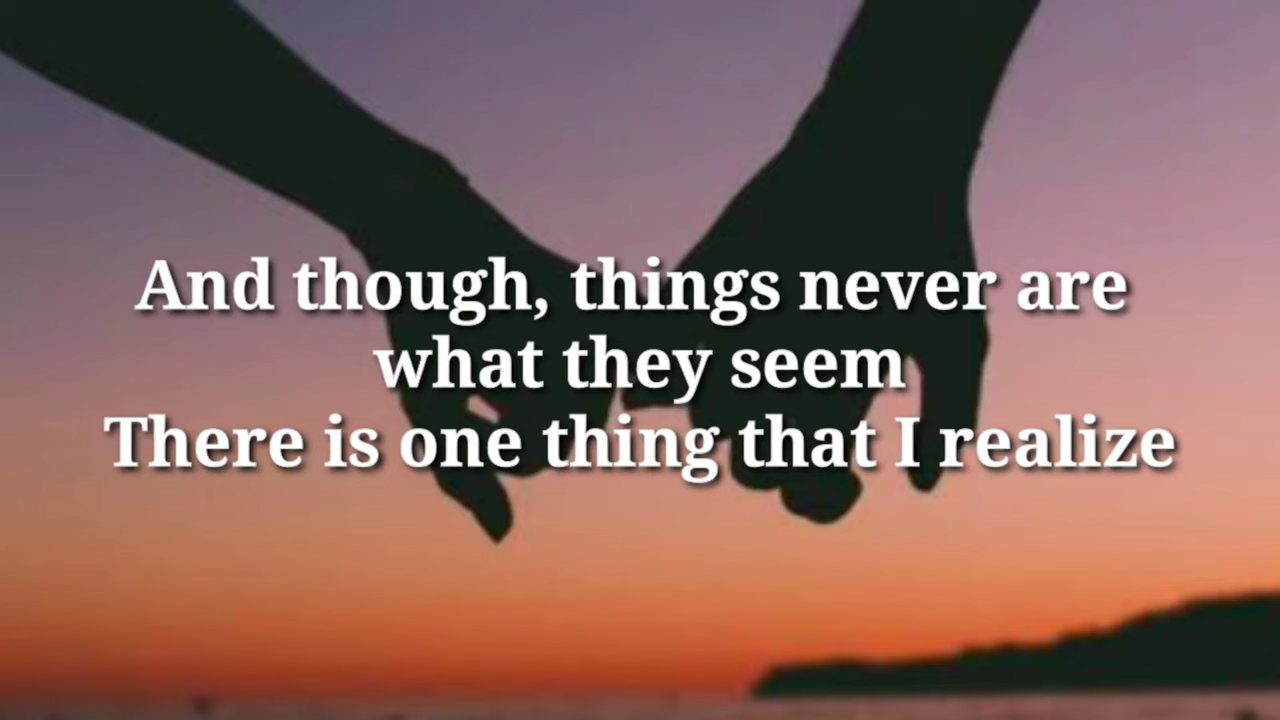 And though, things never are
what they seem
There is one thing that I realize